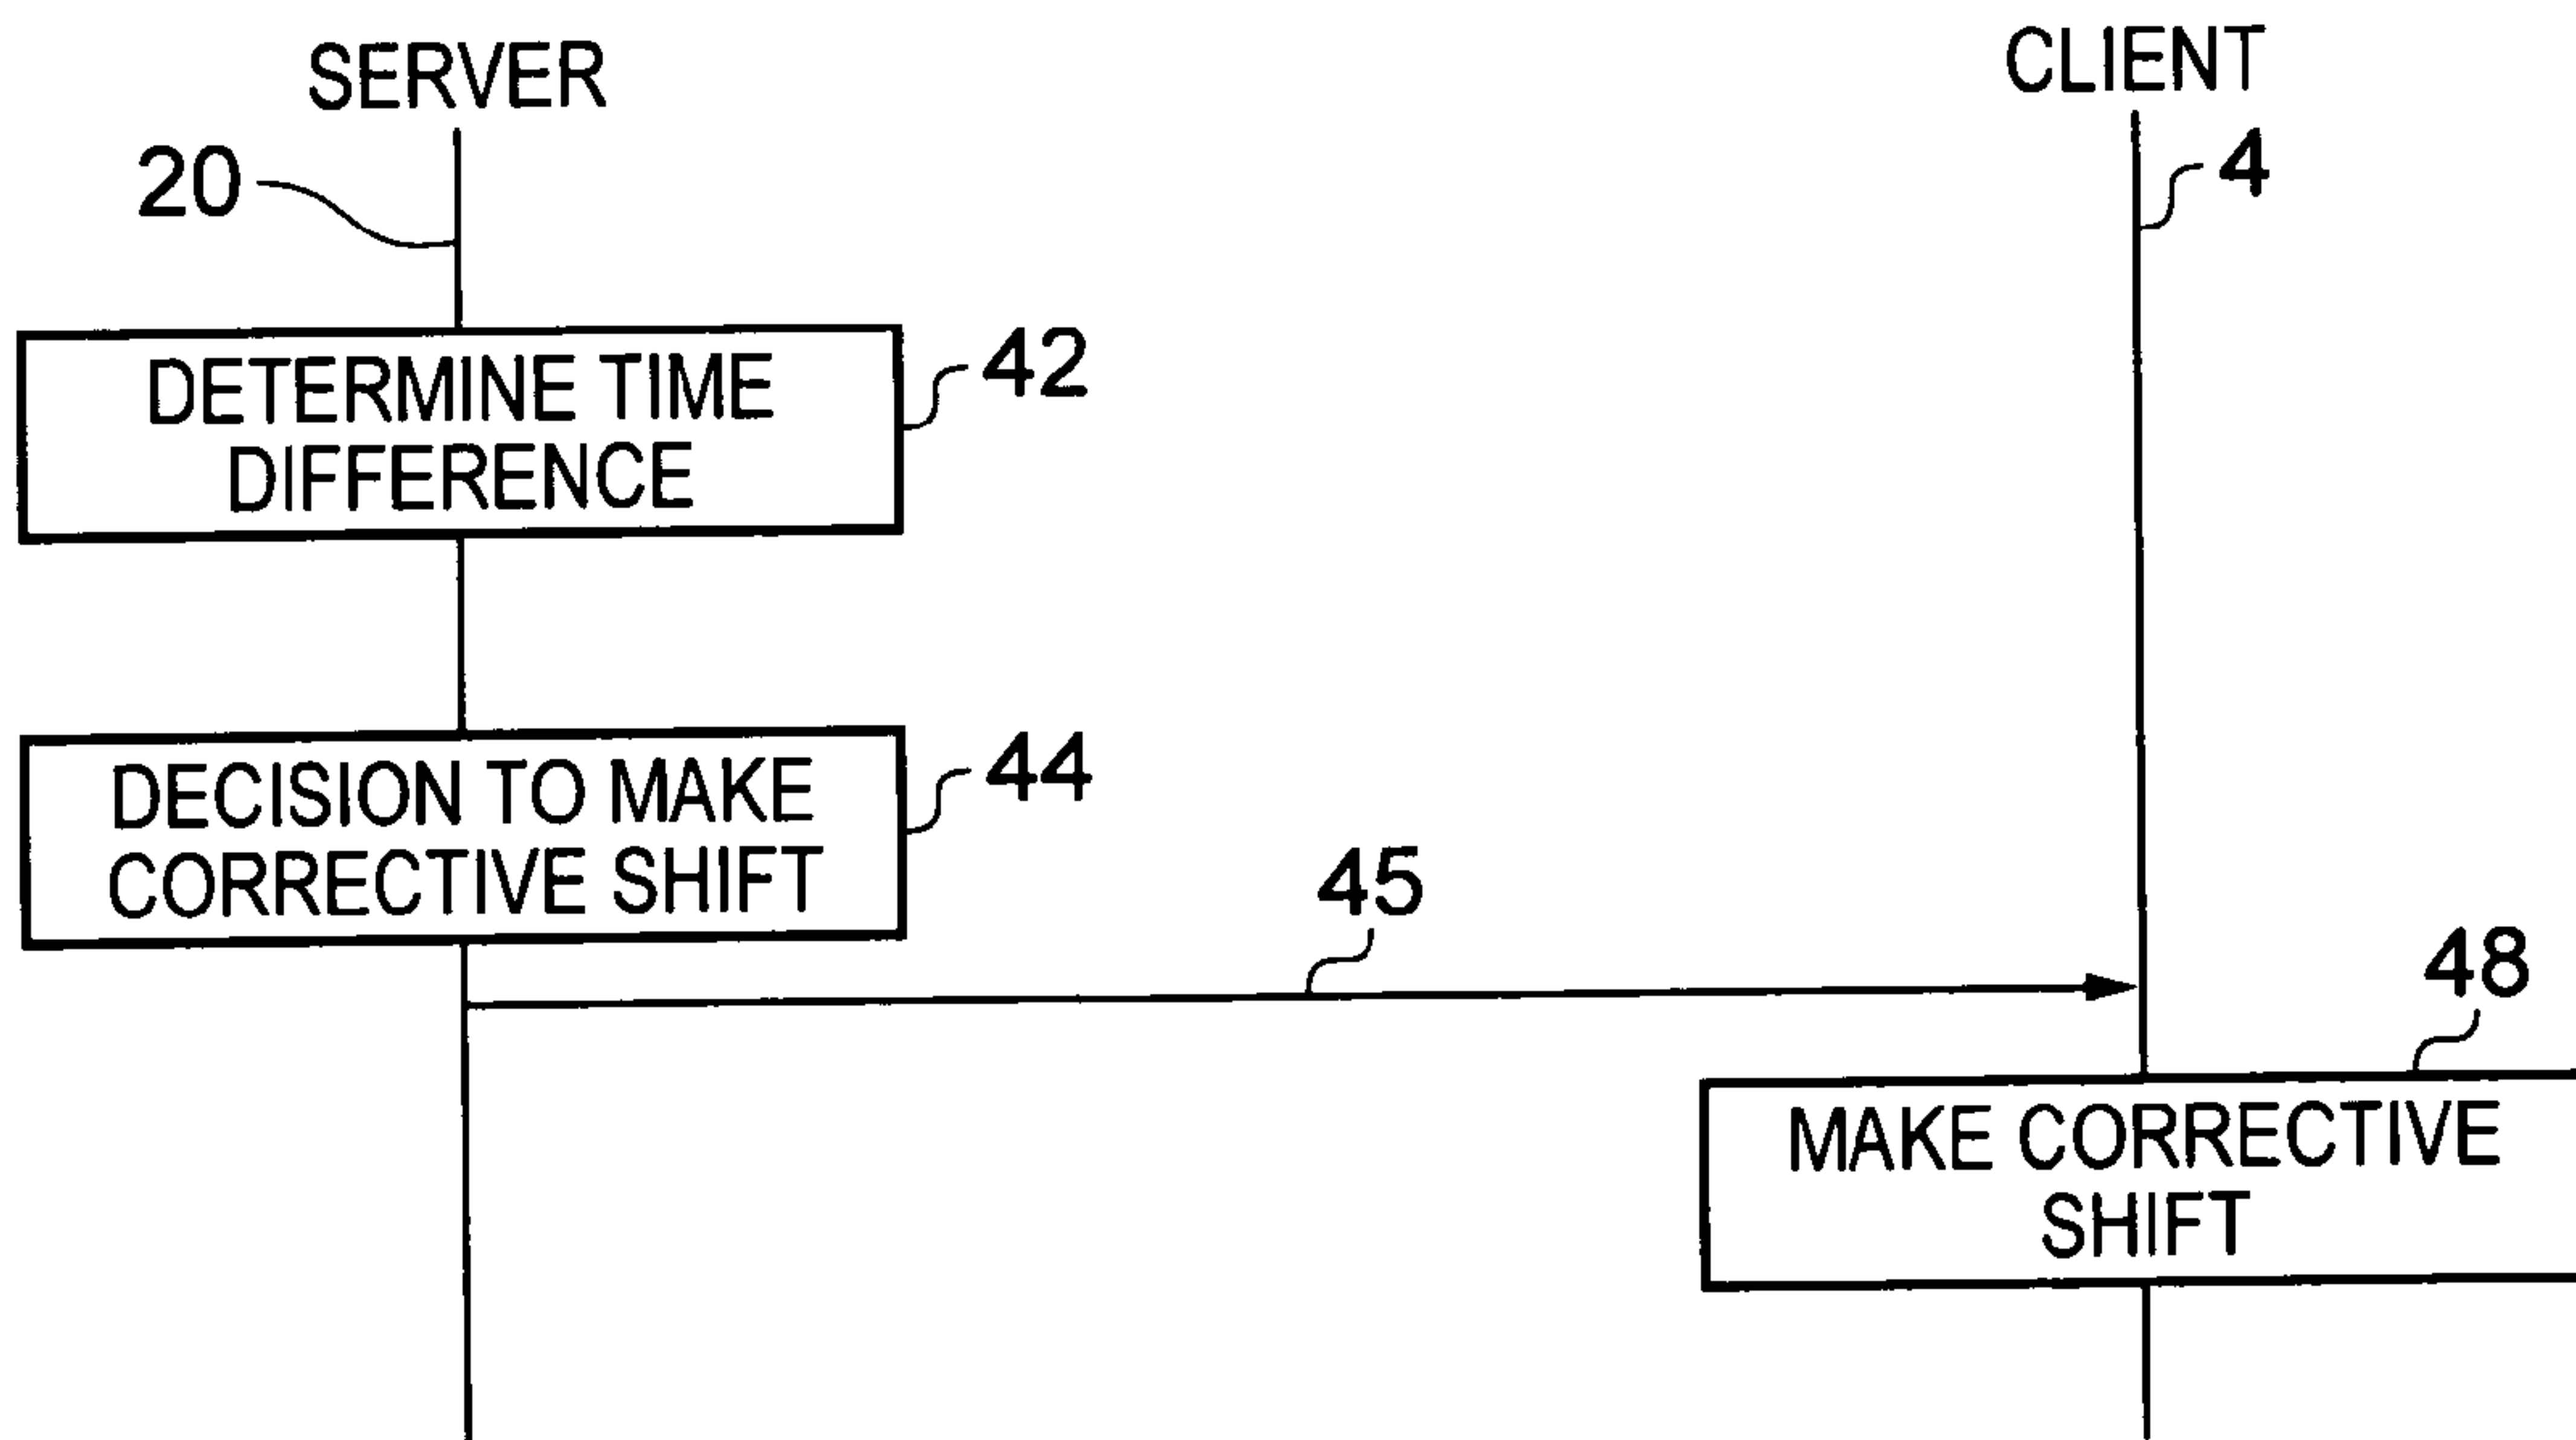 SERVER
CLIENT
20
4
DETERMINE TIME
DIFFERENCE
42
DECISION TO MAKE
CORRECTIVE SHIFT
44
45
48
MAKE CORRECTIVE
SHIFT